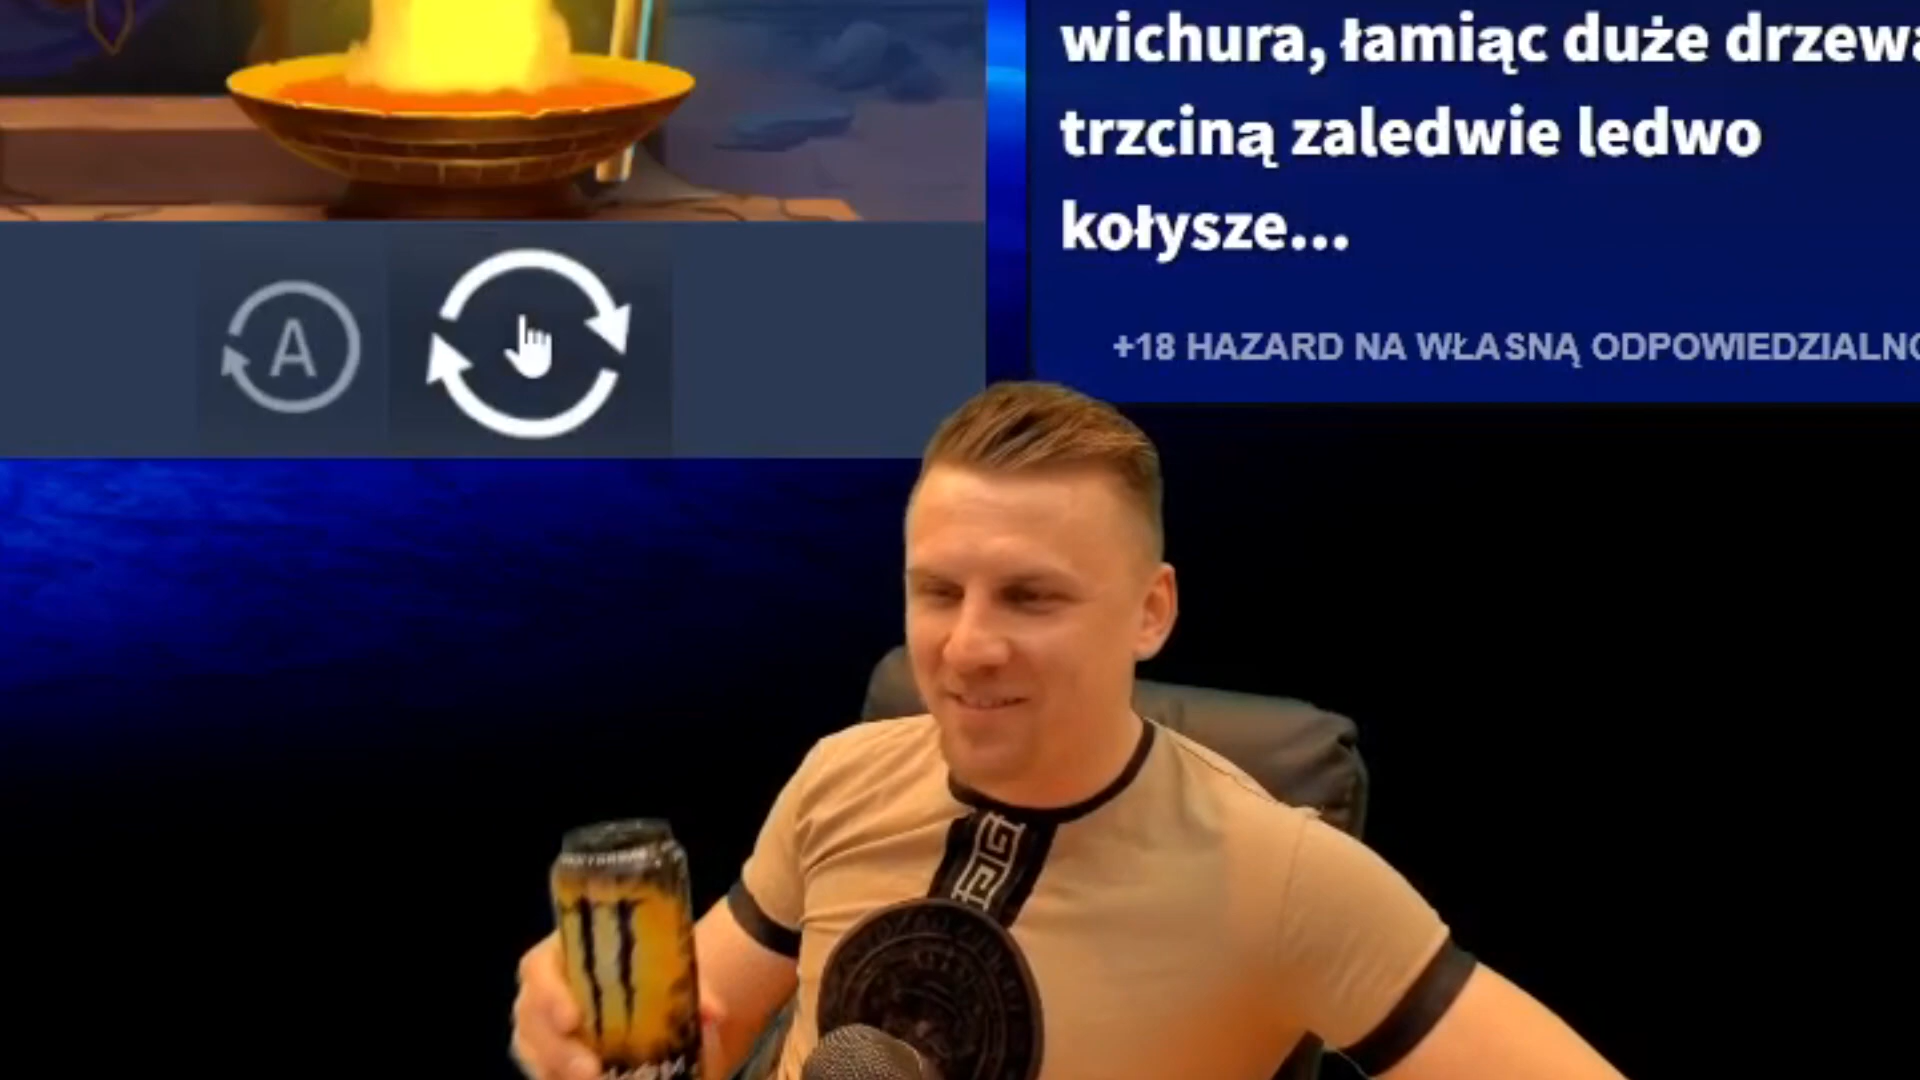 wichura, łamiąc duże drzewa
trzciną zaledwie ledwo
kołysze...
+18 HAZARD NA WŁASNĄ ODPOWIEDZIALNO
A